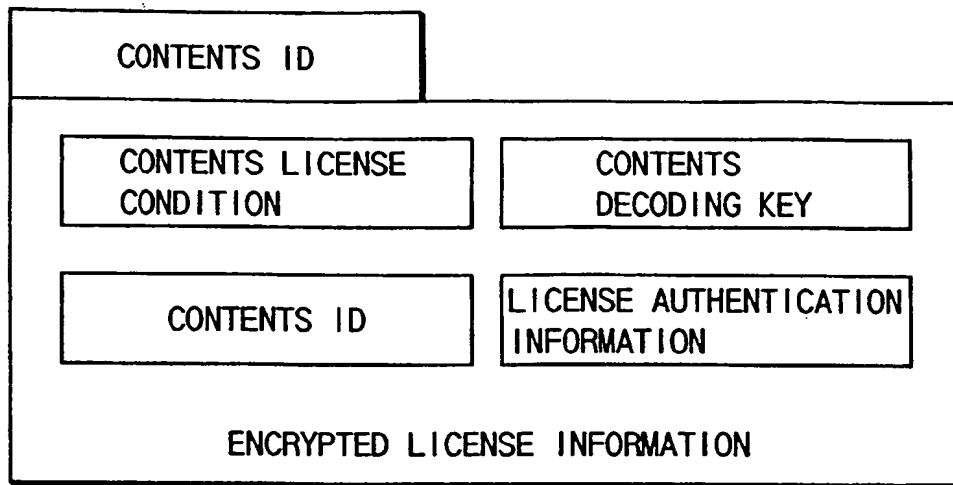 CONTENTS ID
CONTENTS LICENSE
CONDITION
CONTENTS
DECODING KEY
CONTENTS ID
LICENSE AUTHENTICATION
INFORMATION
ENCRYPTED LICENSE INFORMATION